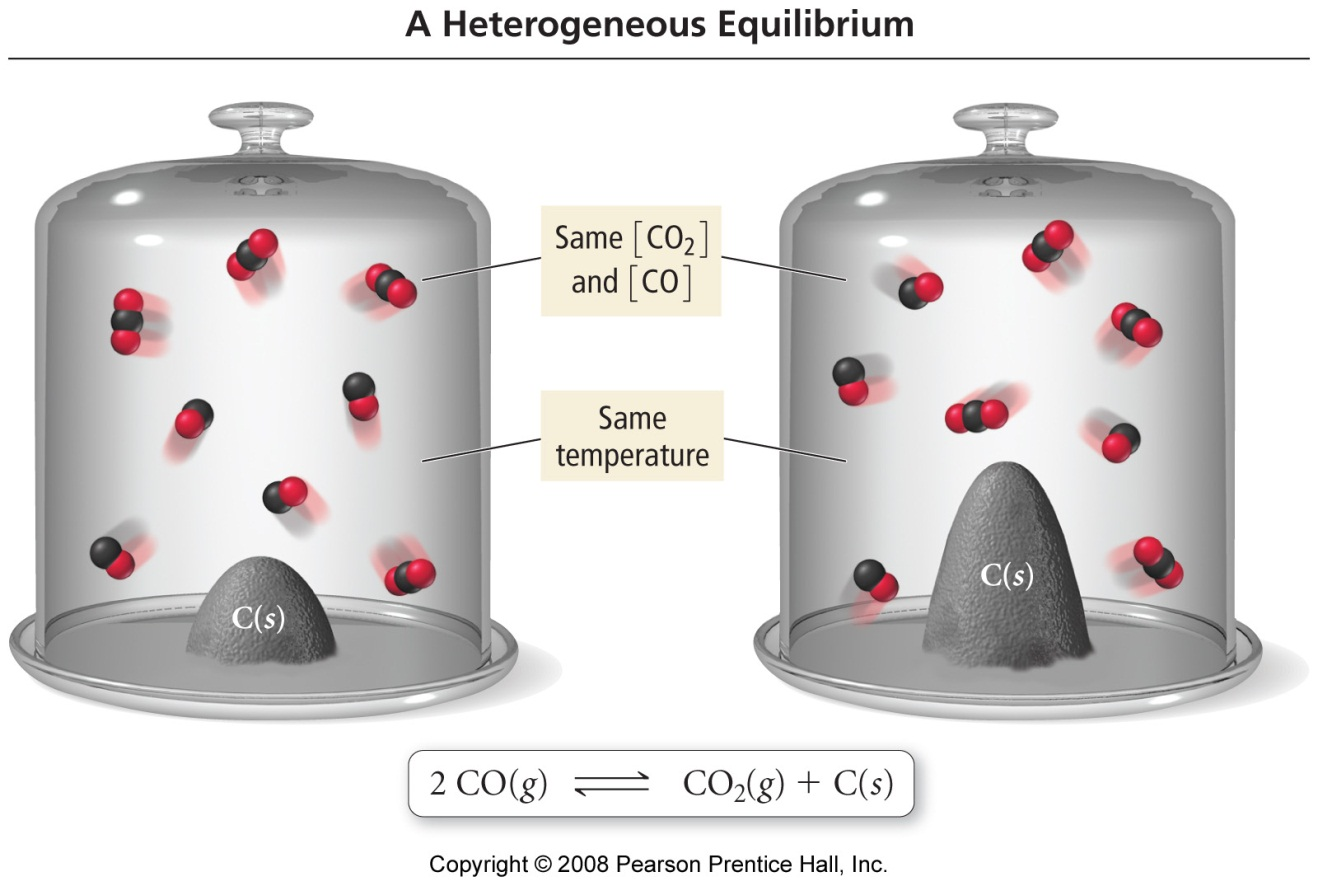 A Heterogeneous Equilibrium
Same [CO₂]
and [CO]
Same
temperature
C(s)
C(s)
2 CO(g) ⇌ CO₂(g) + C(s)
Copyright © 2008 Pearson Prentice Hall, Inc.